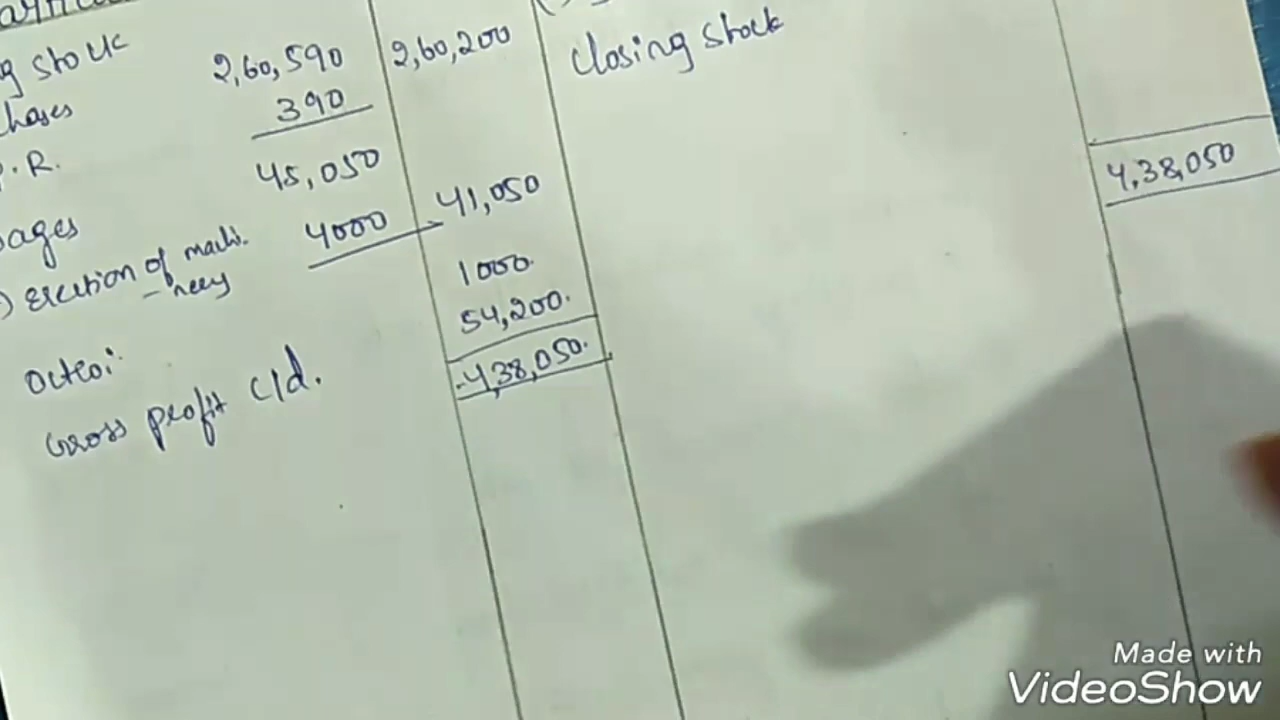 g stock
2,60,590 2,60,200 closing stock
chases 390
P.R. 45,050 4,38,050
ages 4000 41,050
) erection of machi.
-nery
1000.
54,200.
Octroi
Gross profit c/d. 4,38,050.
Made with
VideoShow